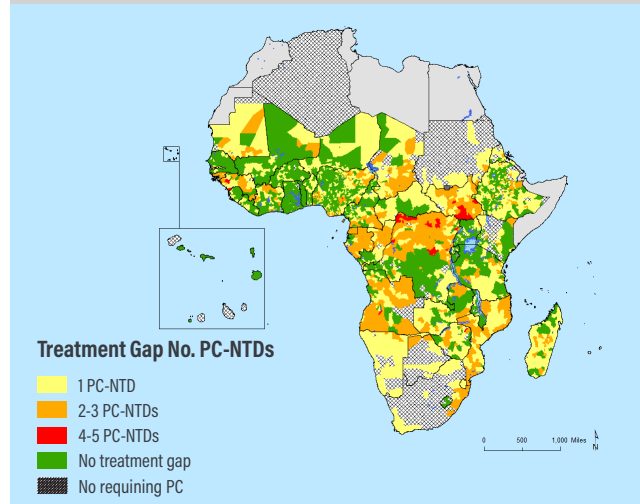 Treatment Gap No. PC-NTDs
1 PC-NTD
2-3 PC-NTDs
4-5 PC-NTDs
No treatment gap
No requining PC
0 500 1,000 Miles
N